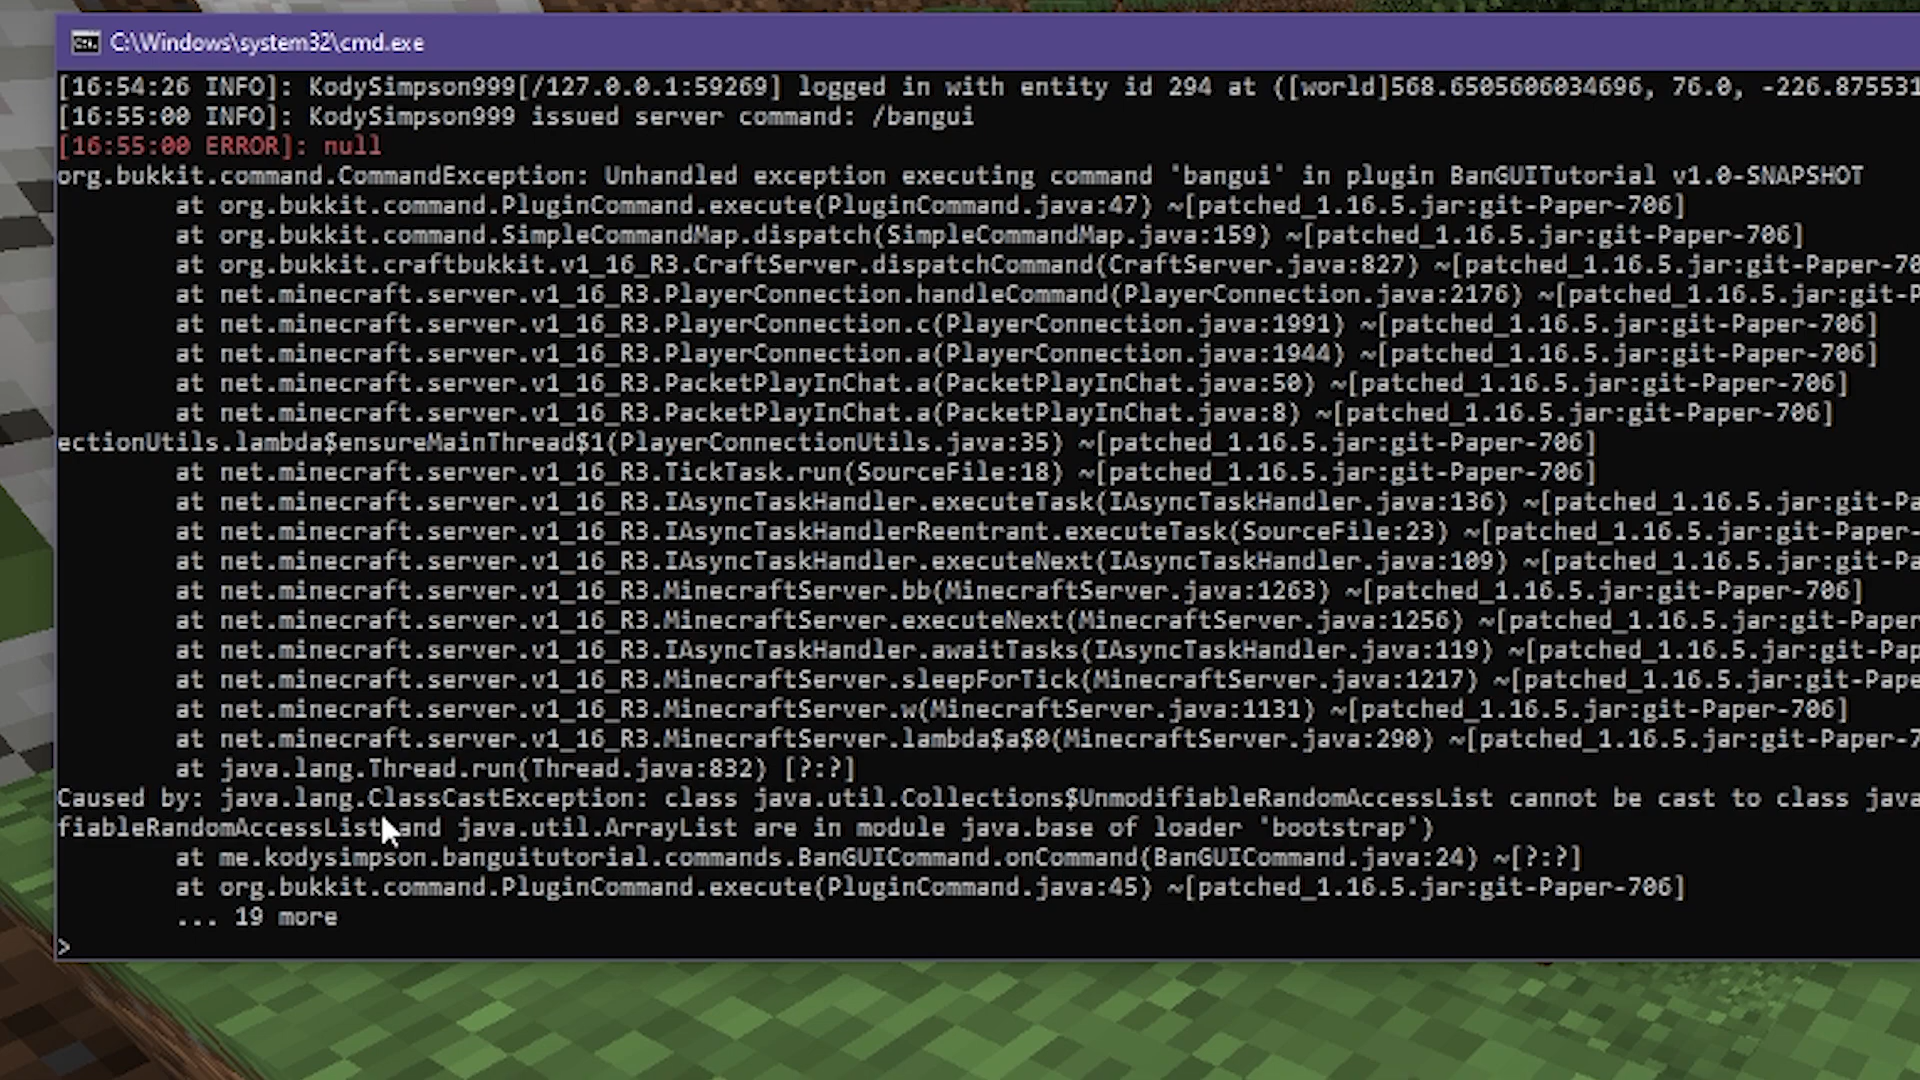 C:\Windows\system32\cmd.exe
[16:54:26 INFO]: KodySimpson999[/127.0.0.1:59269] logged in with entity id 294 at ([world]568.6505606034696, 76.0, -226.875531
[16:55:00 INFO]: KodySimpson999 issued server command: /bangui
[16:55:00 ERROR]: null
org.bukkit.command.CommandException: Unhandled exception executing command 'bangui' in plugin BanGUITutorial v1.0-SNAPSHOT
at org.bukkit.command.PluginCommand.execute(PluginCommand.java:47) ~[patched_1.16.5.jar:git-Paper-706]
at org.bukkit.command.SimpleCommandMap.dispatch(SimpleCommandMap.java:159) ~[patched_1.16.5.jar:git-Paper-706]
at org.bukkit.craftbukkit.v1_16_R3.CraftServer.dispatchCommand(CraftServer.java:827) ~[patched_1.16.5.jar:git-Paper-70
at net.minecraft.server.v1_16_R3.PlayerConnection.handleCommand(PlayerConnection.java:2176) ~[patched_1.16.5.jar:git-P
at net.minecraft.server.v1_16_R3.PlayerConnection.c(PlayerConnection.java:1991) ~[patched_1.16.5.jar:git-Paper-706]
at net.minecraft.server.v1_16_R3.PlayerConnection.a(PlayerConnection.java:1944) ~[patched_1.16.5.jar:git-Paper-706]
at net.minecraft.server.v1_16_R3.PacketPlayInChat.a(PacketPlayInChat.java:50) ~[patched_1.16.5.jar:git-Paper-706]
at net.minecraft.server.v1_16_R3.PacketPlayInChat.a(PacketPlayInChat.java:8) ~[patched_1.16.5.jar:git-Paper-706]
ectionUtils.lambda$ensureMainThread$1(PlayerConnectionUtils.java:35) ~[patched_1.16.5.jar:git-Paper-706]
at net.minecraft.server.v1_16_R3.TickTask.run(SourceFile:18) ~[patched_1.16.5.jar:git-Paper-706]
at net.minecraft.server.v1_16_R3.IAsyncTaskHandler.executeTask(IAsyncTaskHandler.java:136) ~[patched_1.16.5.jar:git-Pa
at net.minecraft.server.v1_16_R3.IAsyncTaskHandlerReentrant.executeTask(SourceFile:23) ~[patched_1.16.5.jar:git-Paper-
at net.minecraft.server.v1_16_R3.IAsyncTaskHandler.executeNext(IAsyncTaskHandler.java:109) ~[patched_1.16.5.jar:git-Pa
at net.minecraft.server.v1_16_R3.MinecraftServer.bb(MinecraftServer.java:1263) ~[patched_1.16.5.jar:git-Paper-706]
at net.minecraft.server.v1_16_R3.MinecraftServer.executeNext(MinecraftServer.java:1256) ~[patched_1.16.5.jar:git-Paper
at net.minecraft.server.v1_16_R3.IAsyncTaskHandler.awaitTasks(IAsyncTaskHandler.java:119) ~[patched_1.16.5.jar:git-Pap
at net.minecraft.server.v1_16_R3.MinecraftServer.sleepForTick(MinecraftServer.java:1217) ~[patched_1.16.5.jar:git-Pape
at net.minecraft.server.v1_16_R3.MinecraftServer.w(MinecraftServer.java:1131) ~[patched_1.16.5.jar:git-Paper-706]
at net.minecraft.server.v1_16_R3.MinecraftServer.lambda$a$0(MinecraftServer.java:290) ~[patched_1.16.5.jar:git-Paper-7
at java.lang.Thread.run(Thread.java:832) [?:?]
Caused by: java.lang.ClassCastException: class java.util.Collections$UnmodifiableRandomAccessList cannot be cast to class java
fiableRandomAccessList and java.util.ArrayList are in module java.base of loader 'bootstrap')
at me.kodysimpson.banguitutorial.commands.BanGUICommand.onCommand(BanGUICommand.java:24) ~[?:?]
at org.bukkit.command.PluginCommand.execute(PluginCommand.java:45) ~[patched_1.16.5.jar:git-Paper-706]
... 19 more
>